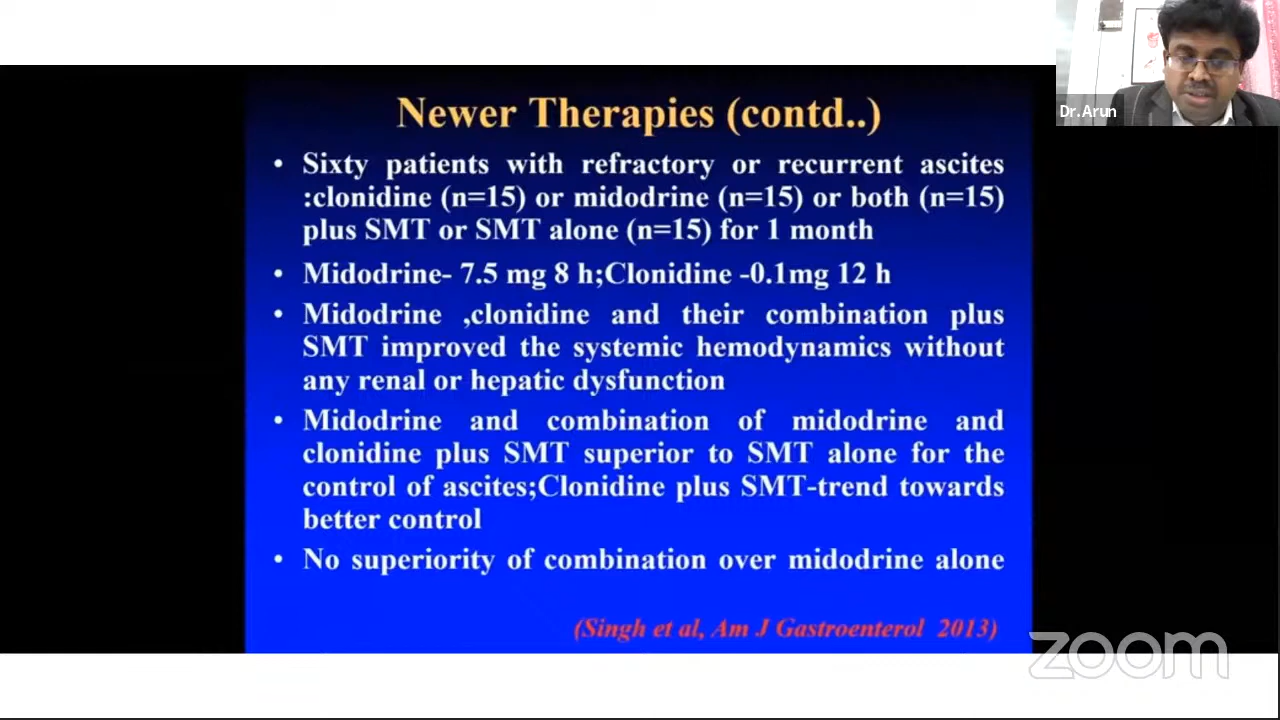 Newer Therapies (contd..)
• Sixty patients with refractory or recurrent ascites
:clonidine (n=15) or midodrine (n=15) or both (n=15)
plus SMT or SMT alone (n=15) for 1 month
• Midodrine- 7.5 mg 8 h;Clonidine -0.1mg 12 h
• Midodrine ,clonidine and their combination plus
SMT improved the systemic hemodynamics without
any renal or hepatic dysfunction
• Midodrine and combination of midodrine and
clonidine plus SMT superior to SMT alone for the
control of ascites;Clonidine plus SMT-trend towards
better control
• No superiority of combination over midodrine alone
(Singh et al, Am J Gastroenterol 2013)
Dr.Arun
zoom